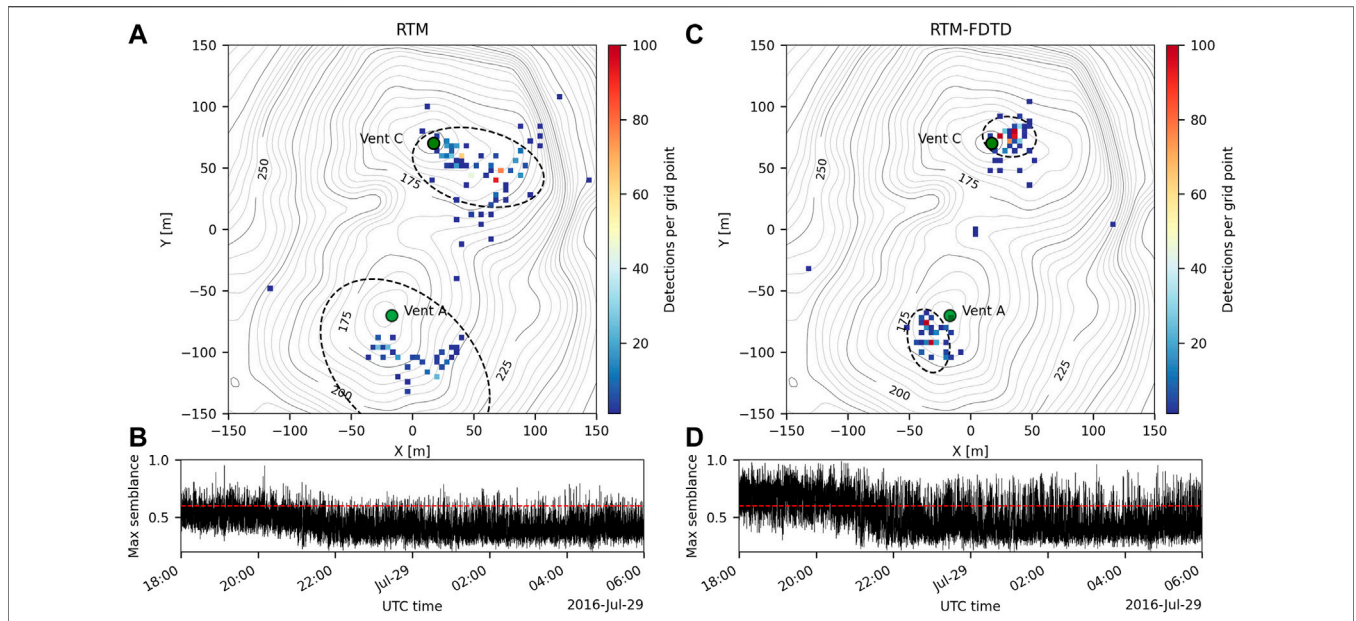 A
RTM
150
100
50
0
−50
−100
−150
Y [m]
Vent C
Vent A
250
175
175
200
225
−150
−100
−50
0
50
100
150
X [m]
100
80
60
40
20
Detections per grid point
C
RTM-FDTD
150
100
50
0
−50
−100
−150
Y [m]
Vent C
Vent A
250
175
175
200
225
−150
−100
−50
0
50
100
150
X [m]
100
80
60
40
20
Detections per grid point
B
1.0
0.5
Max semblance
18:00
20:00
22:00
Jul-29
02:00
04:00
06:00
UTC time
2016-Jul-29
D
1.0
0.5
Max semblance
18:00
20:00
22:00
Jul-29
02:00
04:00
06:00
UTC time
2016-Jul-29